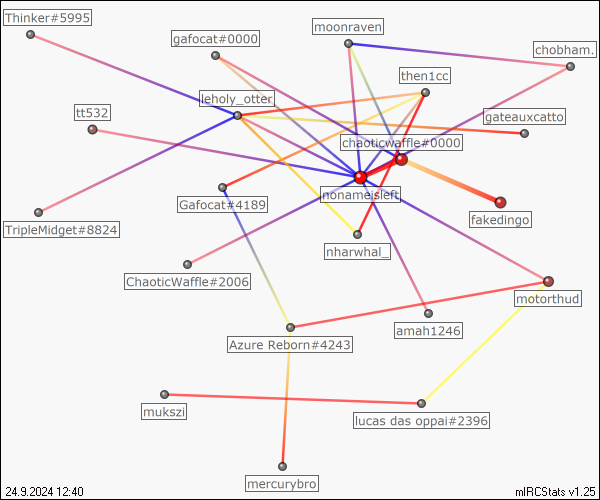 Thinker#5995
moonraven
gafocat#0000
chobham.
then1cc
leholy_otter
tt532
gateauxcatto
chaoticwaffle#0000
nonameisleft
Gafocat#4189
fakedingo
TripleMidget#8824
nharwhal_
ChaoticWaffle#2006
motorthud
amah1246
Azure Reborn#4243
mukszi
lucas das oppai#2396
mercurybro
24.9.2024 12:40
mIRCStats v1.25